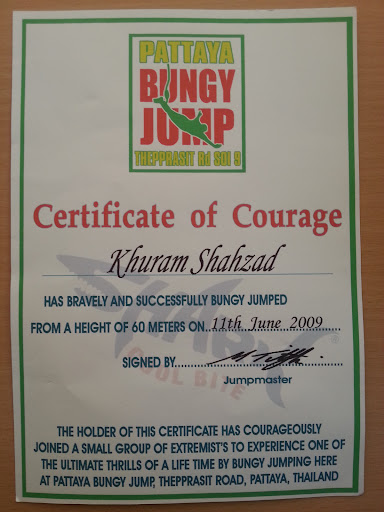 PATTAYA
BUNGY
JUMP
THEPPRASIT Rd SOI 9
Certificate of Courage
Khuram Shahzad
SHARK
SOUL BITE
HAS BRAVELY AND SUCCESSFULLY BUNGY JUMPED
FROM A HEIGHT OF 60 METERS ON..11th June 2009
SIGNED BY
Jumpmaster
THE HOLDER OF THIS CERTIFICATE HAS COURAGEOUSLY
JOINED A SMALL GROUP OF EXTREMIST'S TO EXPERIENCE ONE OF
THE ULTIMATE THRILLS OF A LIFE TIME BY BUNGY JUMPING HERE
AT PATTAYA BUNGY JUMP, THEPPRASIT ROAD, PATTAYA, THAILAND